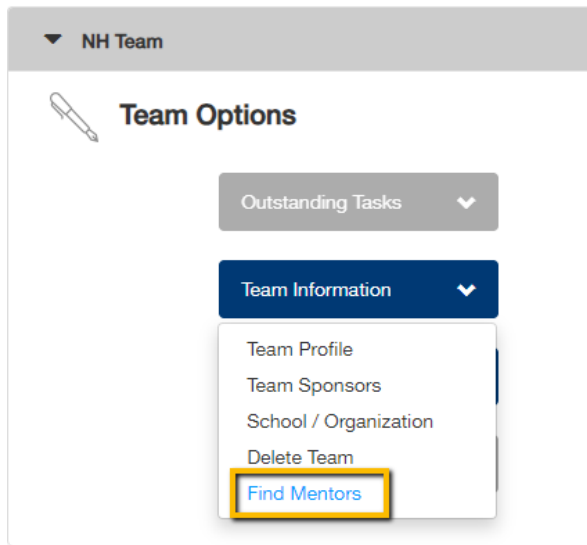 NH Team
Team Options
Outstanding Tasks
Team Information
Team Profile
Team Sponsors
School / Organization
Delete Team
Find Mentors